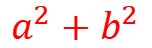 a² + b²